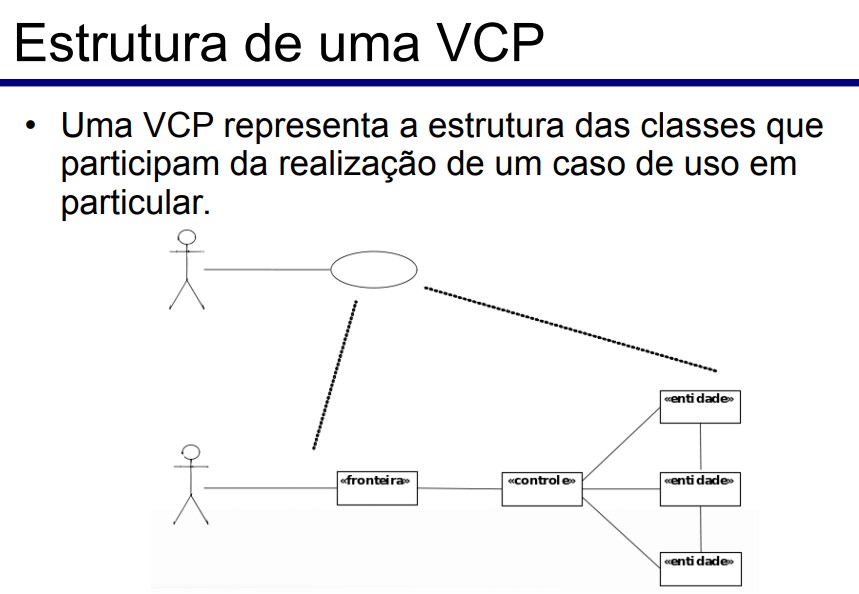 Estrutura de uma VCP
• Uma VCP representa a estrutura das classes que
participam da realização de um caso de uso em
particular.
«entidade»
«fronteira»
«controle»
«entidade»
«entidade»